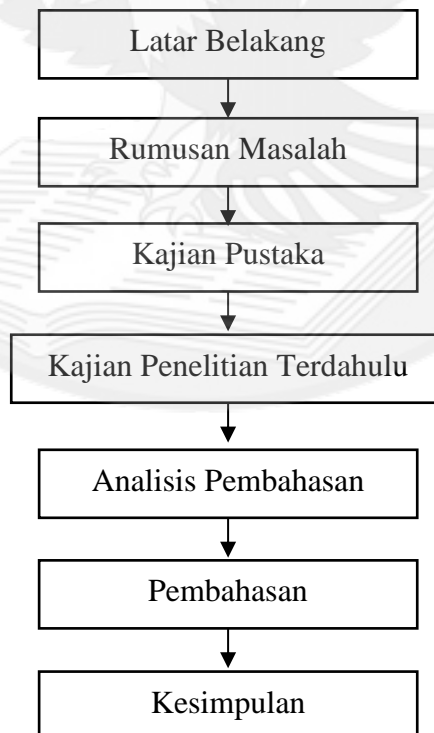 Latar Belakang
Rumusan Masalah
Kajian Pustaka
Kajian Penelitian Terdahulu
Analisis Pembahasan
Pembahasan
Kesimpulan